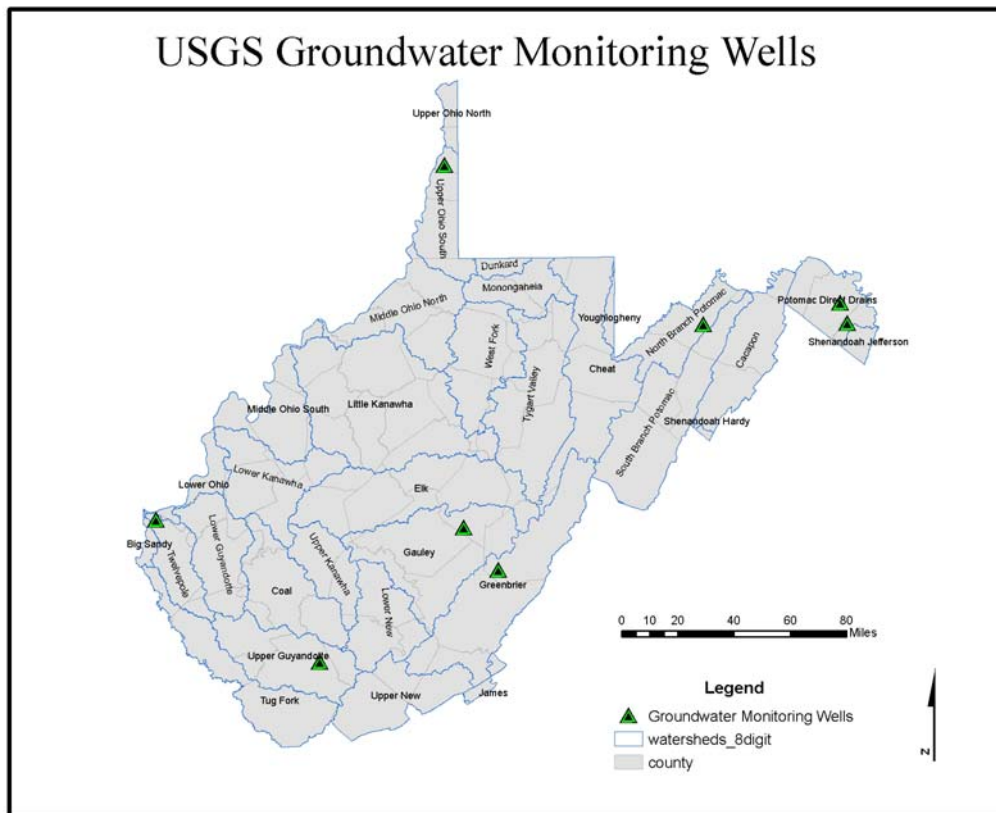 USGS Groundwater Monitoring Wells
Upper Ohio North
Upper Ohio South
Dunkard
Monongahela
Middle Ohio North
Youghlogheny
North Branch Potomac
Potomac Direct Drains
Shenandoah Jefferson
West Fork
Cacapon
Cheat
Tygart Valley
Middle Ohio South
Little Kanawha
Shenandoah Hardy
South Branch Potomac
Lower Kanawha
Lower Ohio
Elk
Big Sandy
Twelvepole
Lower Guyandotte
Upper Kanawha
Gauley
Greenbrier
Coal
Lower New
Upper Guyandotte
Tug Fork
Upper New
James
0 10 20 40 60 80
Miles
Legend
Groundwater Monitoring Wells
watersheds_8digit
county
N